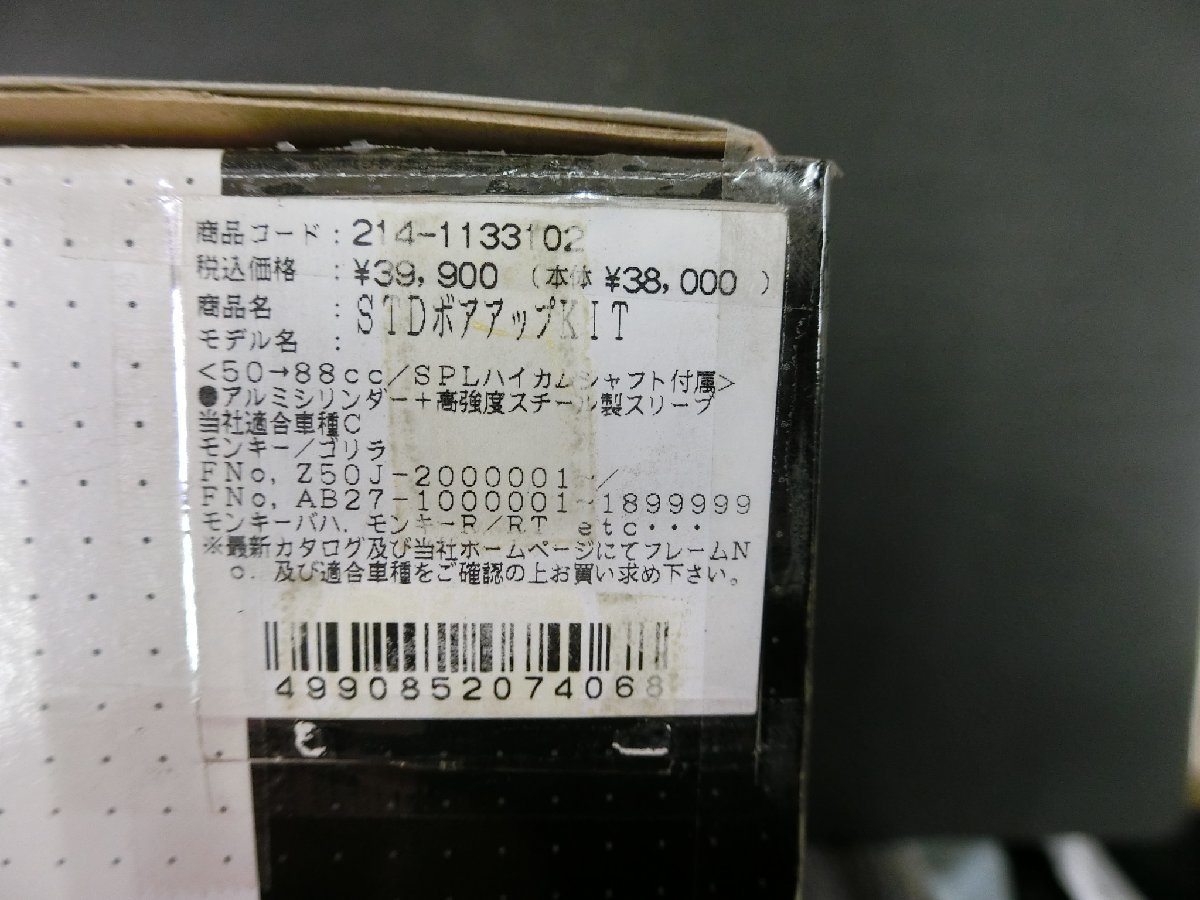 商品コード : 214-1133102
税込価格 : ¥39,900 (本体 ¥38,000 )
商品名 : STDボアアップKIT
モデル名 :
<50→88cc/SPLハイカムシャフト付属>
●アルミシリンダー+高強度スチール製スリーブ
当社適合車種C
モンキー/ゴリラ
FNo. Z50J-2000001~/
FNo. AB27-1000001~1899999
モンキーバハ. モンキーR/RT etc・・・
※最新カタログ及び当社ホームページにてフレームN
o. 及び適合車種をご確認の上お買い求め下さい。
4990852074068